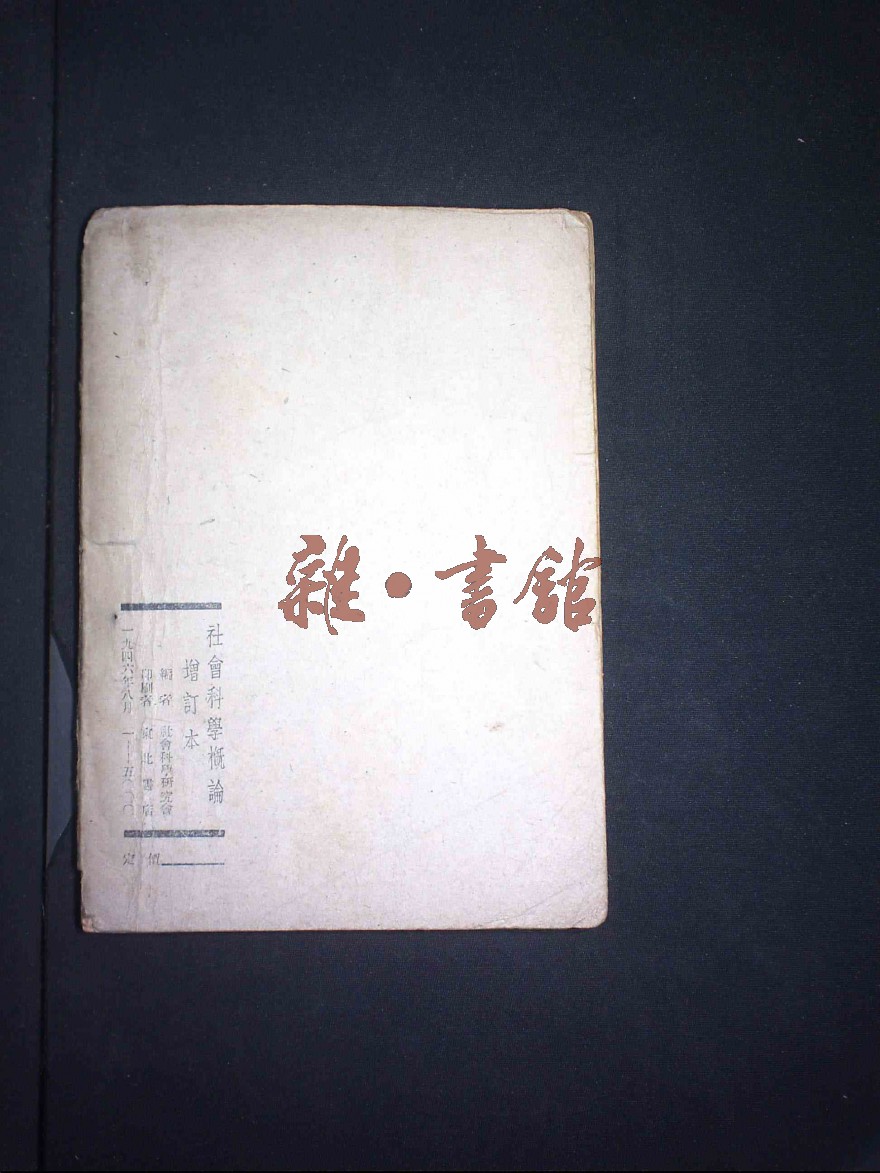 雜·書館
社會科學概論
增訂本
編者 社會科學研究會
印刷者 東北書店
一九四六年八月 一——五〇〇〇
定價